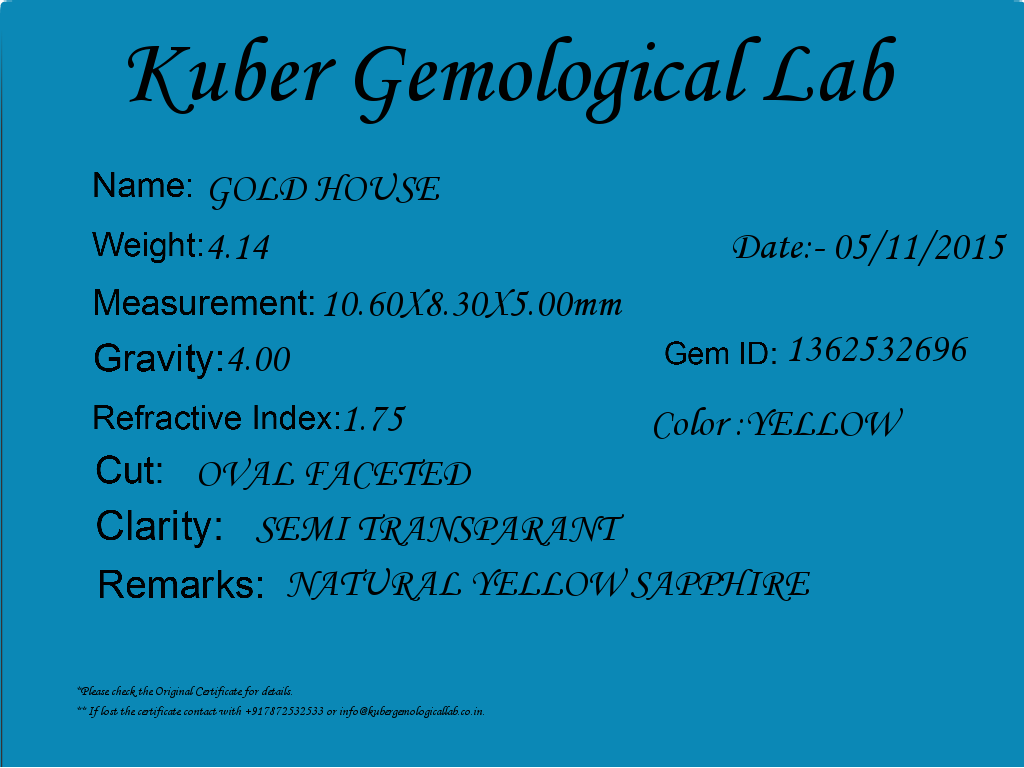 Kuber Gemological Lab
Name: GOLD HOUSE
Weight:4.14
Date:- 05/11/2015
Measurement: 10.60X8.30X5.00mm
Gravity:4.00
Gem ID: 1362532696
Refractive Index:1.75
Color :YELLOW
Cut: OVAL FACETED
Clarity: SEMI TRANSPARANT
Remarks: NATURAL YELLOW SAPPHIRE
*Please check the Original Certificate for details.
** If lost the certificate contact with +917872532533 or info@kubergemologicallab.co.in.